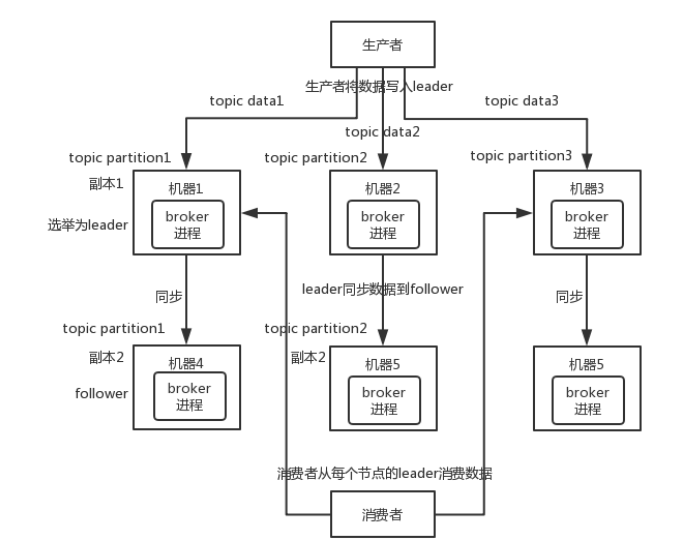 生产者
生产者将数据写入leader
topic data1
topic data3
topic data2
topic partition1
topic partition2
topic partition3
副本1
机器1
机器2
机器3
选举为leader
broker
进程
broker
进程
broker
进程
同步
leader同步数据到follower
同步
topic partition1
topic partition2
副本2
机器4
副本2
机器5
机器5
follower
broker
进程
broker
进程
broker
进程
消费者从每个节点的leader消费数据
消费者